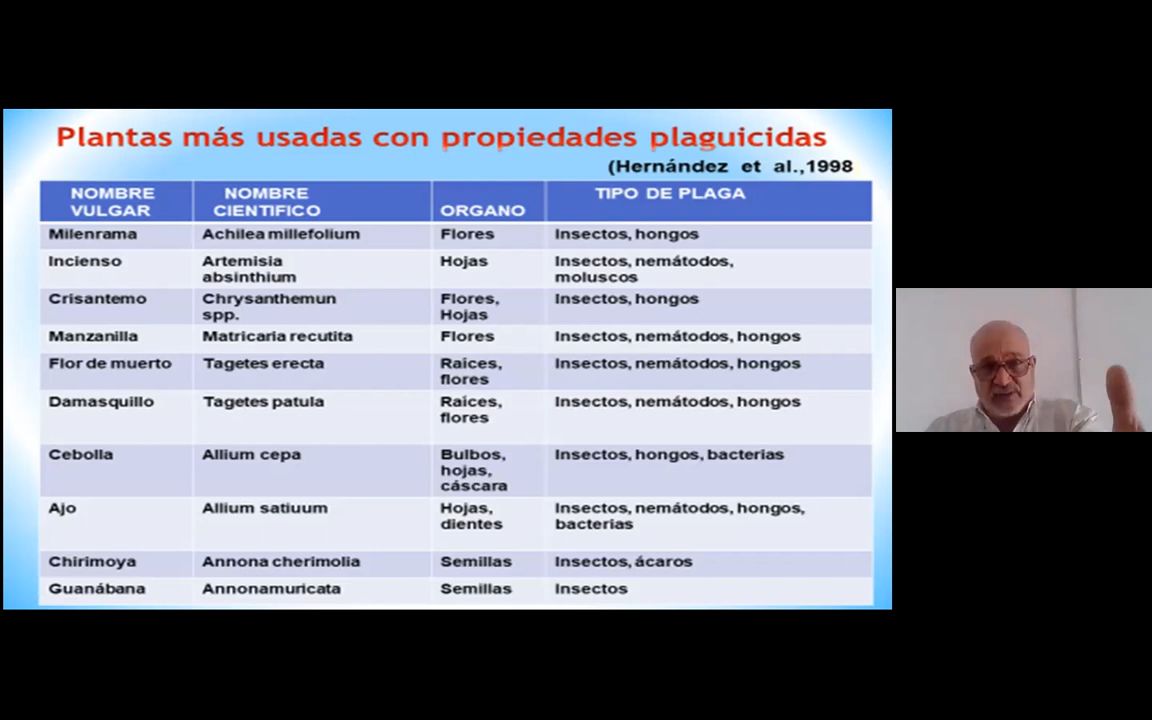 Plantas más usadas con propiedades plaguicidas
(Hernández et al.,1998
NOMBRE VULGAR NOMBRE CIENTIFICO ORGANO TIPO DE PLAGA
Milenrama Achilea millefolium Flores Insectos, hongos
Incienso Artemisia absinthium Hojas Insectos, nemátodos, moluscos
Crisantemo Chrysanthemun spp. Flores, Hojas Insectos, hongos
Manzanilla Matricaria recutita Flores Insectos, nemátodos, hongos
Flor de muerto Tagetes erecta Raíces, flores Insectos, nemátodos, hongos
Damasquillo Tagetes patula Raíces, flores Insectos, nemátodos, hongos
Cebolla Allium cepa Bulbos, hojas, cáscara Insectos, hongos, bacterias
Ajo Allium satiuum Hojas, dientes Insectos, nemátodos, hongos, bacterias
Chirimoya Annona cherimolia Semillas Insectos, ácaros
Guanábana Annonamuricata Semillas Insectos